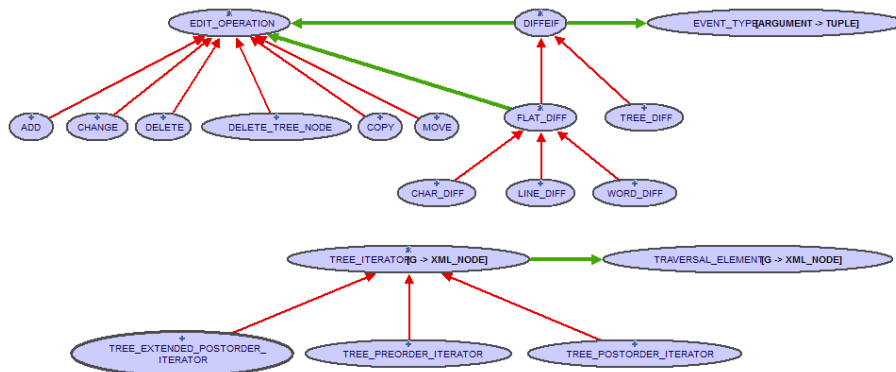 EDIT_OPERATION
DIFFEIF
EVENT_TYPE[ARGUMENT -> TUPLE]
ADD
CHANGE
DELETE
DELETE_TREE_NODE
COPY
MOVE
FLAT_DIFF
TREE_DIFF
CHAR_DIFF
LINE_DIFF
WORD_DIFF
TREE_ITERATOR[G -> XML_NODE]
TRAVERSAL_ELEMENT[G -> XML_NODE]
TREE_EXTENDED_POSTORDER_
ITERATOR
TREE_PREORDER_ITERATOR
TREE_POSTORDER_ITERATOR